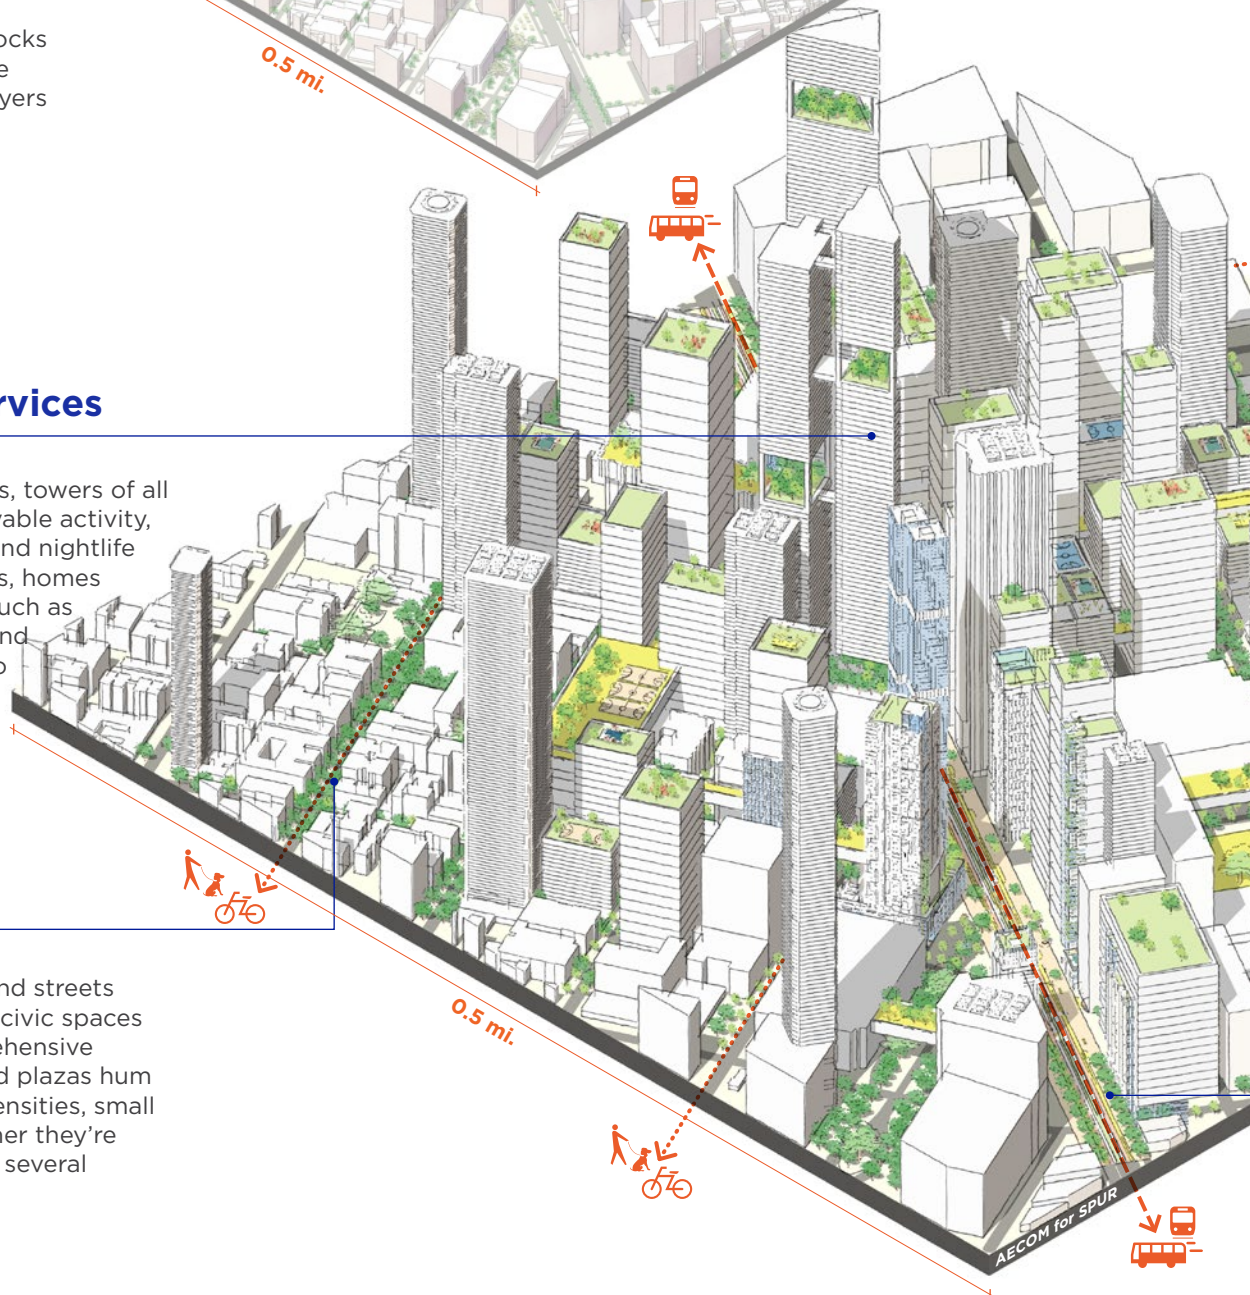 ocks
e
yers
0.5 mi.
rvices
s, towers of all
vable activity,
nd nightlife
s, homes
uch as
nd
o
nd streets
civic spaces
ehensive
d plazas hum
ensities, small
her they’re
several
0.5 mi.
AECOM for SPUR